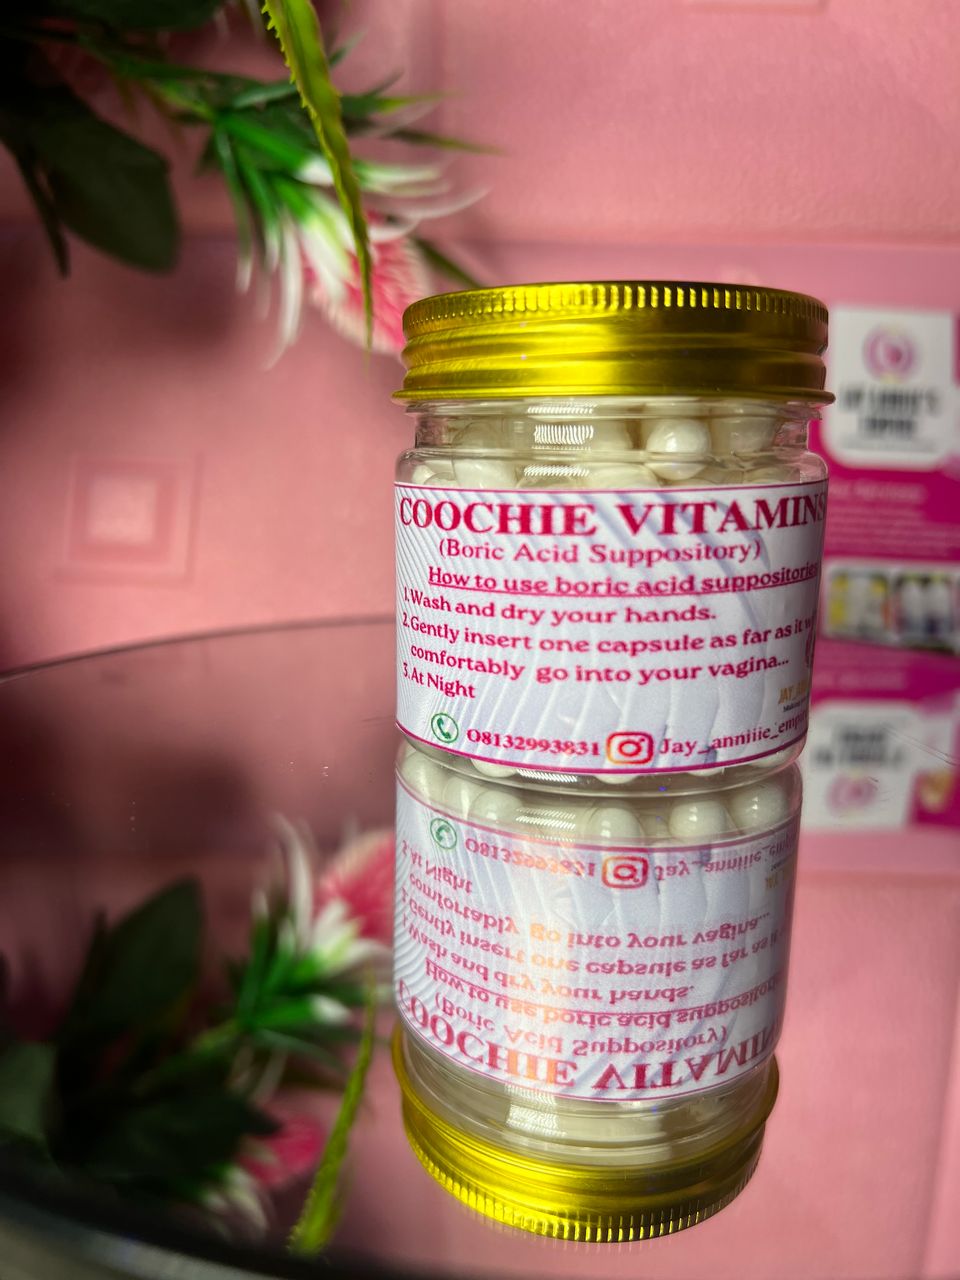 COOCHIE VITAMINS
(Boric Acid Suppository)
How to use boric acid suppositories
1.Wash and dry your hands.
2.Gently insert one capsule as far as it
comfortably go into your vagina...
3.At Night
08132993831 Jay_anniiie_empir